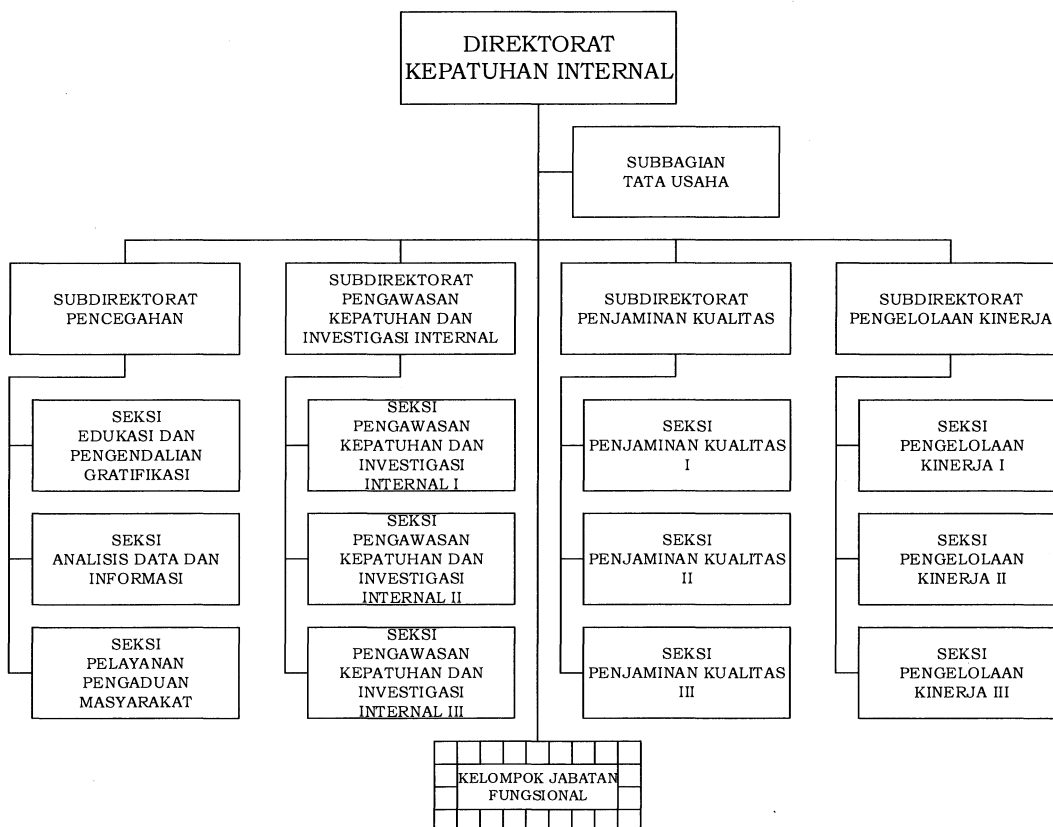 DIREKTORAT
KEPATUHAN INTERNAL
SUBBAGIAN
TATA USAHA
SUBDIREKTORAT
PENCEGAHAN
SUBDIREKTORAT
PENGAWASAN
KEPATUHAN DAN
INVESTIGASI INTERNAL
SUBDIREKTORAT
PENJAMINAN KUALITAS
SUBDIREKTORAT
PENGELOLAAN KINERJA
SEKSI
EDUKASI DAN
PENGENDALIAN
GRATIFIKASI
SEKSI
PENGAWASAN
KEPATUHAN DAN
INVESTIGASI
INTERNAL I
SEKSI
PENJAMINAN KUALITAS
I
SEKSI
PENGELOLAAN
KINERJA I
SEKSI
ANALISIS DATA DAN
INFORMASI
SEKSI
PENGAWASAN
KEPATUHAN DAN
INVESTIGASI
INTERNAL II
SEKSI
PENJAMINAN KUALITAS
II
SEKSI
PENGELOLAAN
KINERJA II
SEKSI
PELAYANAN
PENGADUAN
MASYARAKAT
SEKSI
PENGAWASAN
KEPATUHAN DAN
INVESTIGASI
INTERNAL III
SEKSI
PENJAMINAN KUALITAS
III
SEKSI
PENGELOLAAN
KINERJA III
KELOMPOK JABATAN
FUNGSIONAL